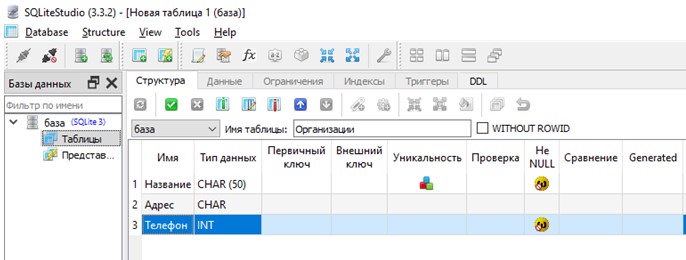 SQLiteStudio (3.3.2) - [Новая таблица 1 (база)]
Database Structure View Tools Help
Базы данных
Фильтр по имени
база (SQLite 3)
Таблицы
Представ...
Структура Данные Ограничения Индексы Триггеры DDL
база Имя таблицы: Организации WITHOUT ROWID
Имя Тип данных Первичный ключ Внешний ключ Уникальность Проверка Не NULL Сравнение Generated
1 Название CHAR (50)
2 Адрес CHAR
3 Телефон INT